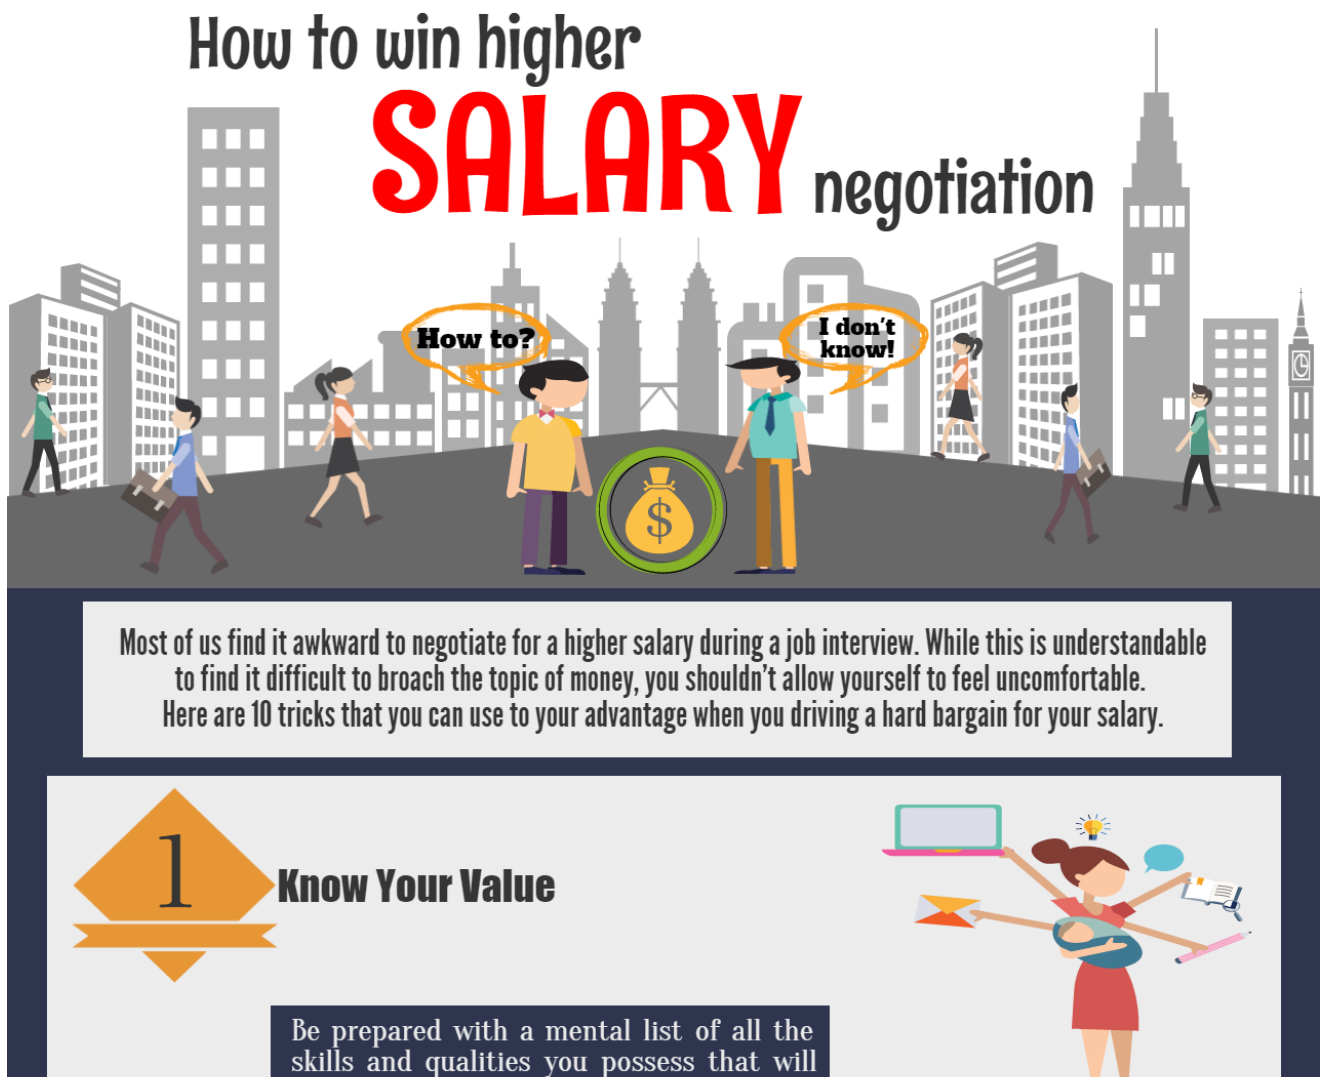 How to win higher
SALARY
negotiation
How to?
I don't
know!
$
Most of us find it awkward to negotiate for a higher salary during a job interview. While this is understandable
to find it difficult to broach the topic of money, you shouldn't allow yourself to feel uncomfortable.
Here are 10 tricks that you can use to your advantage when you driving a hard bargain for your salary.
1
Know Your Value
Be prepared with a mental list of all the
skills and qualities you possess that will